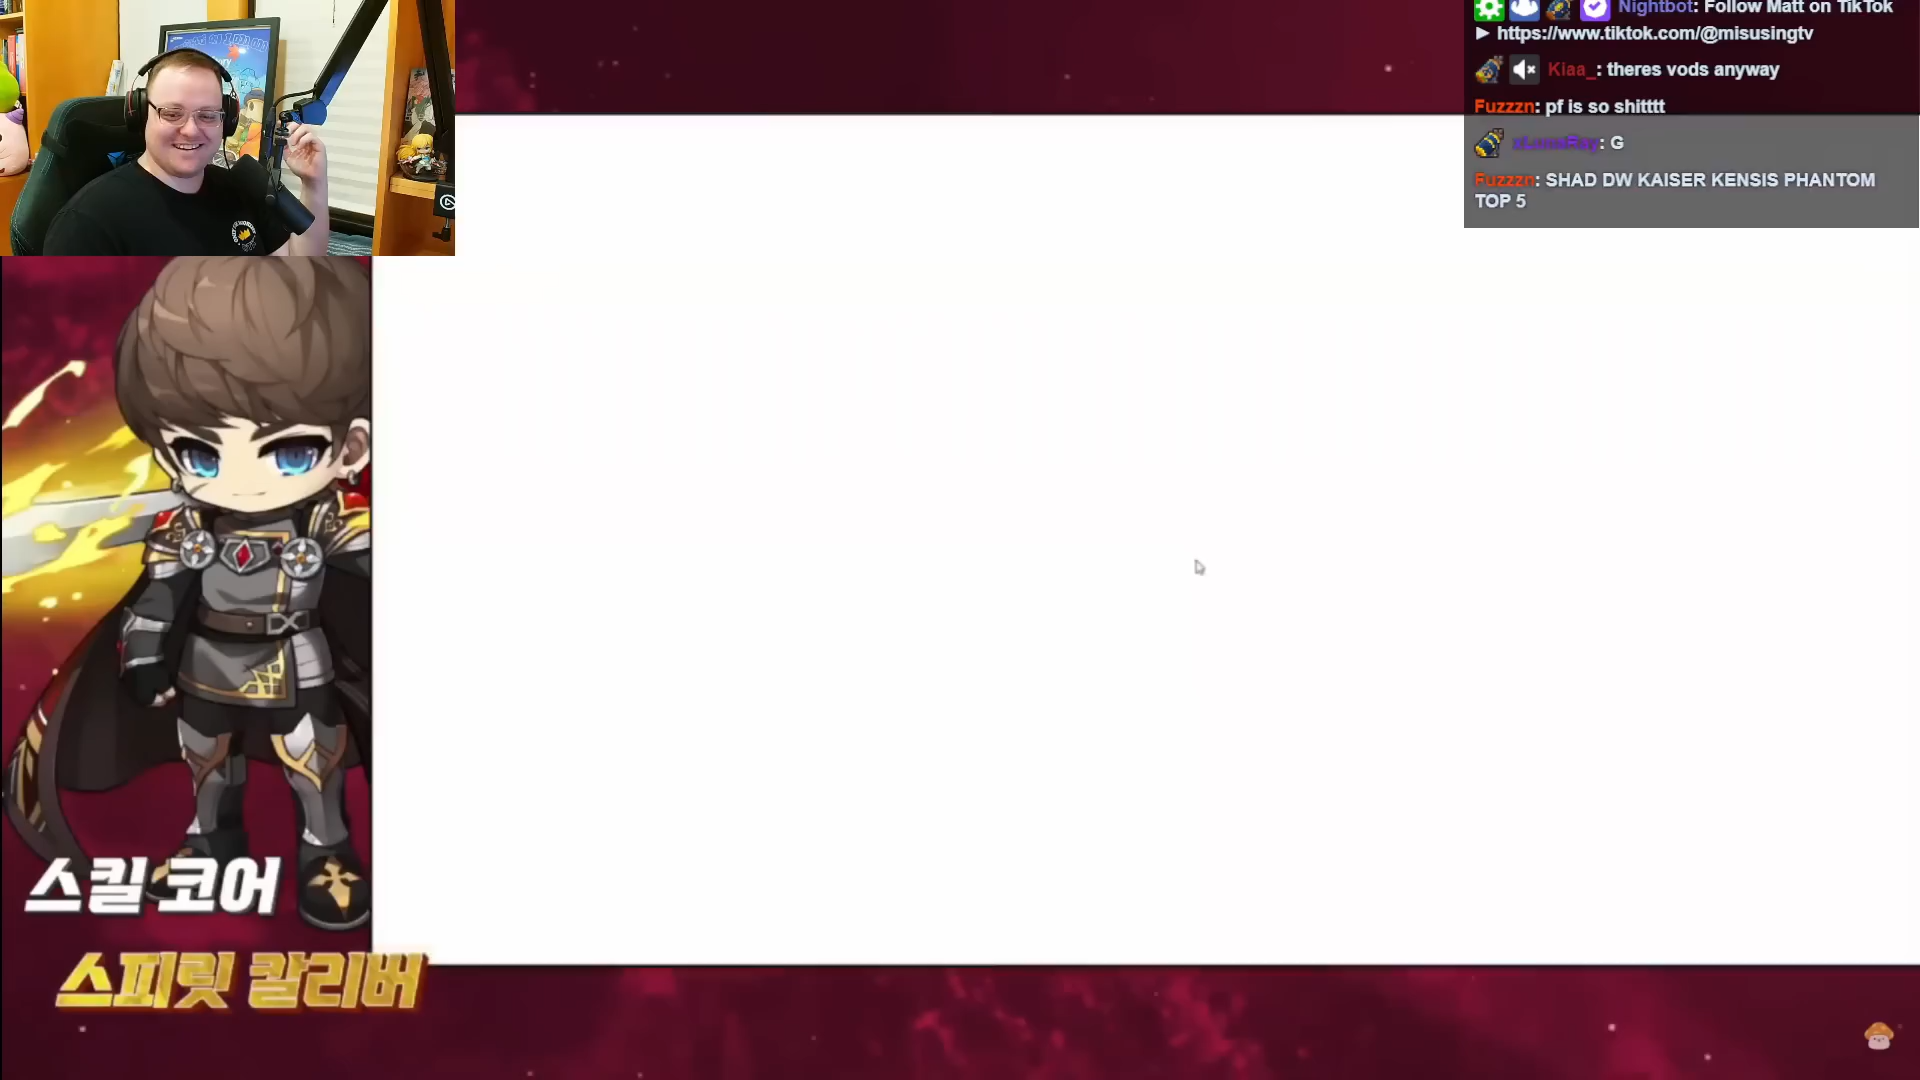 Nightbot: Follow Matt on TikTok
► https://www.tiktok.com/@misusingtv
Kiaa_: theres vods anyway
Fuzzzn: pf is so shitttt
: G
Fuzzzn: SHAD DW KAISER KENSIS PHANTOM
TOP 5
스킬 코어
스피릿 칼리버